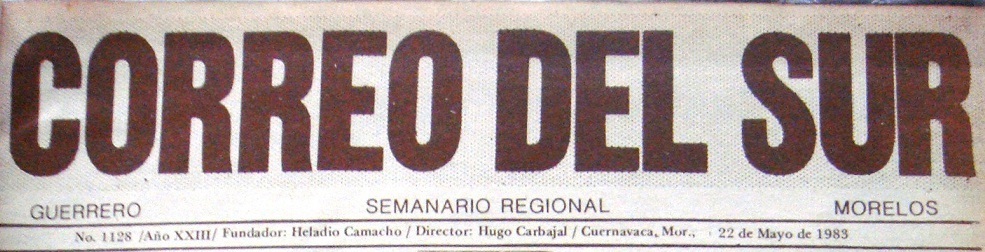 CORREO DEL SUR
GUERRERO SEMANARIO REGIONAL MORELOS
No. 1128 /Año XXIII/ Fundador: Heladio Camacho / Director: Hugo Carbajal / Cuernavaca, Mor., 22 de Mayo de 1983